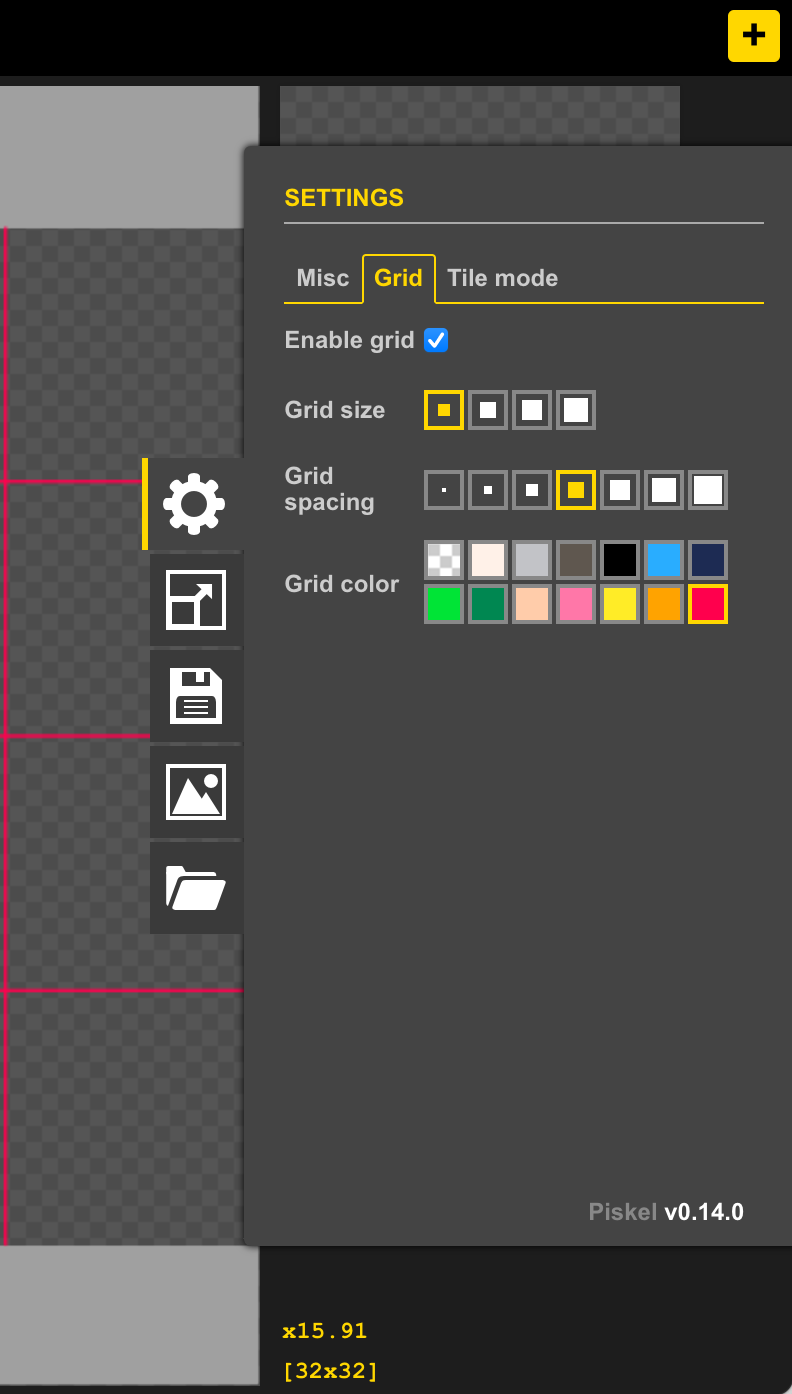 SETTINGS
Misc Grid Tile mode
Enable grid
Grid size
Grid
spacing
Grid color
Piskel v0.14.0
x15.91
[32x32]